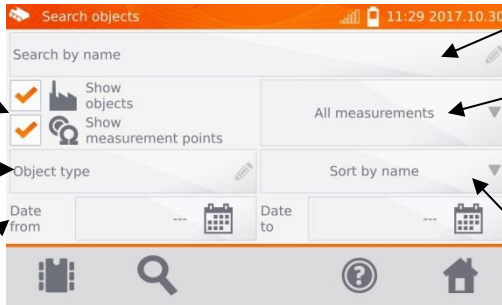 Search objects
11:29 2017.10.30
Search by name
Show
objects
Show
measurement points
All measurements
Object type
Sort by name
Date
from
---
Date
to
---